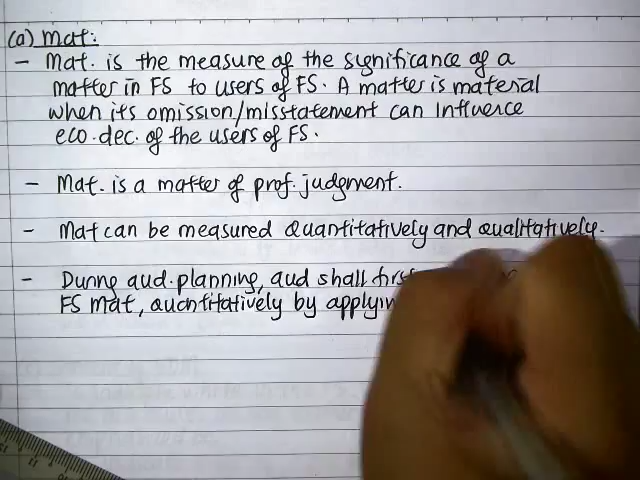 (a) Mat:
- Mat. is the measure of the significance of a
matter in FS to users of FS. A matter is material
when its omission/misstatement can influence
eco. dec. of the users of FS.
- Mat. is a matter of prof. judgment.
- Mat can be measured quantitatively and qualitatively.
- During aud. planning, aud shall first
FS Mat, quantitatively by applyin